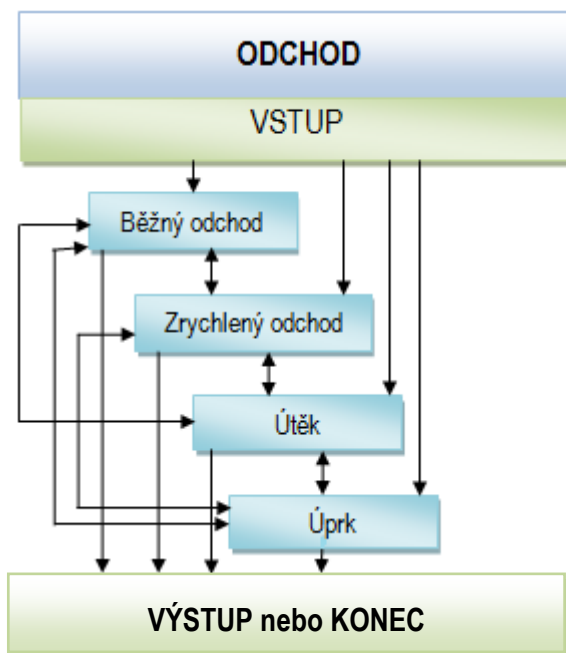 ODCHOD
VSTUP
Běžný odchod
Zrychlený odchod
Útěk
Úprk
VÝSTUP nebo KONEC